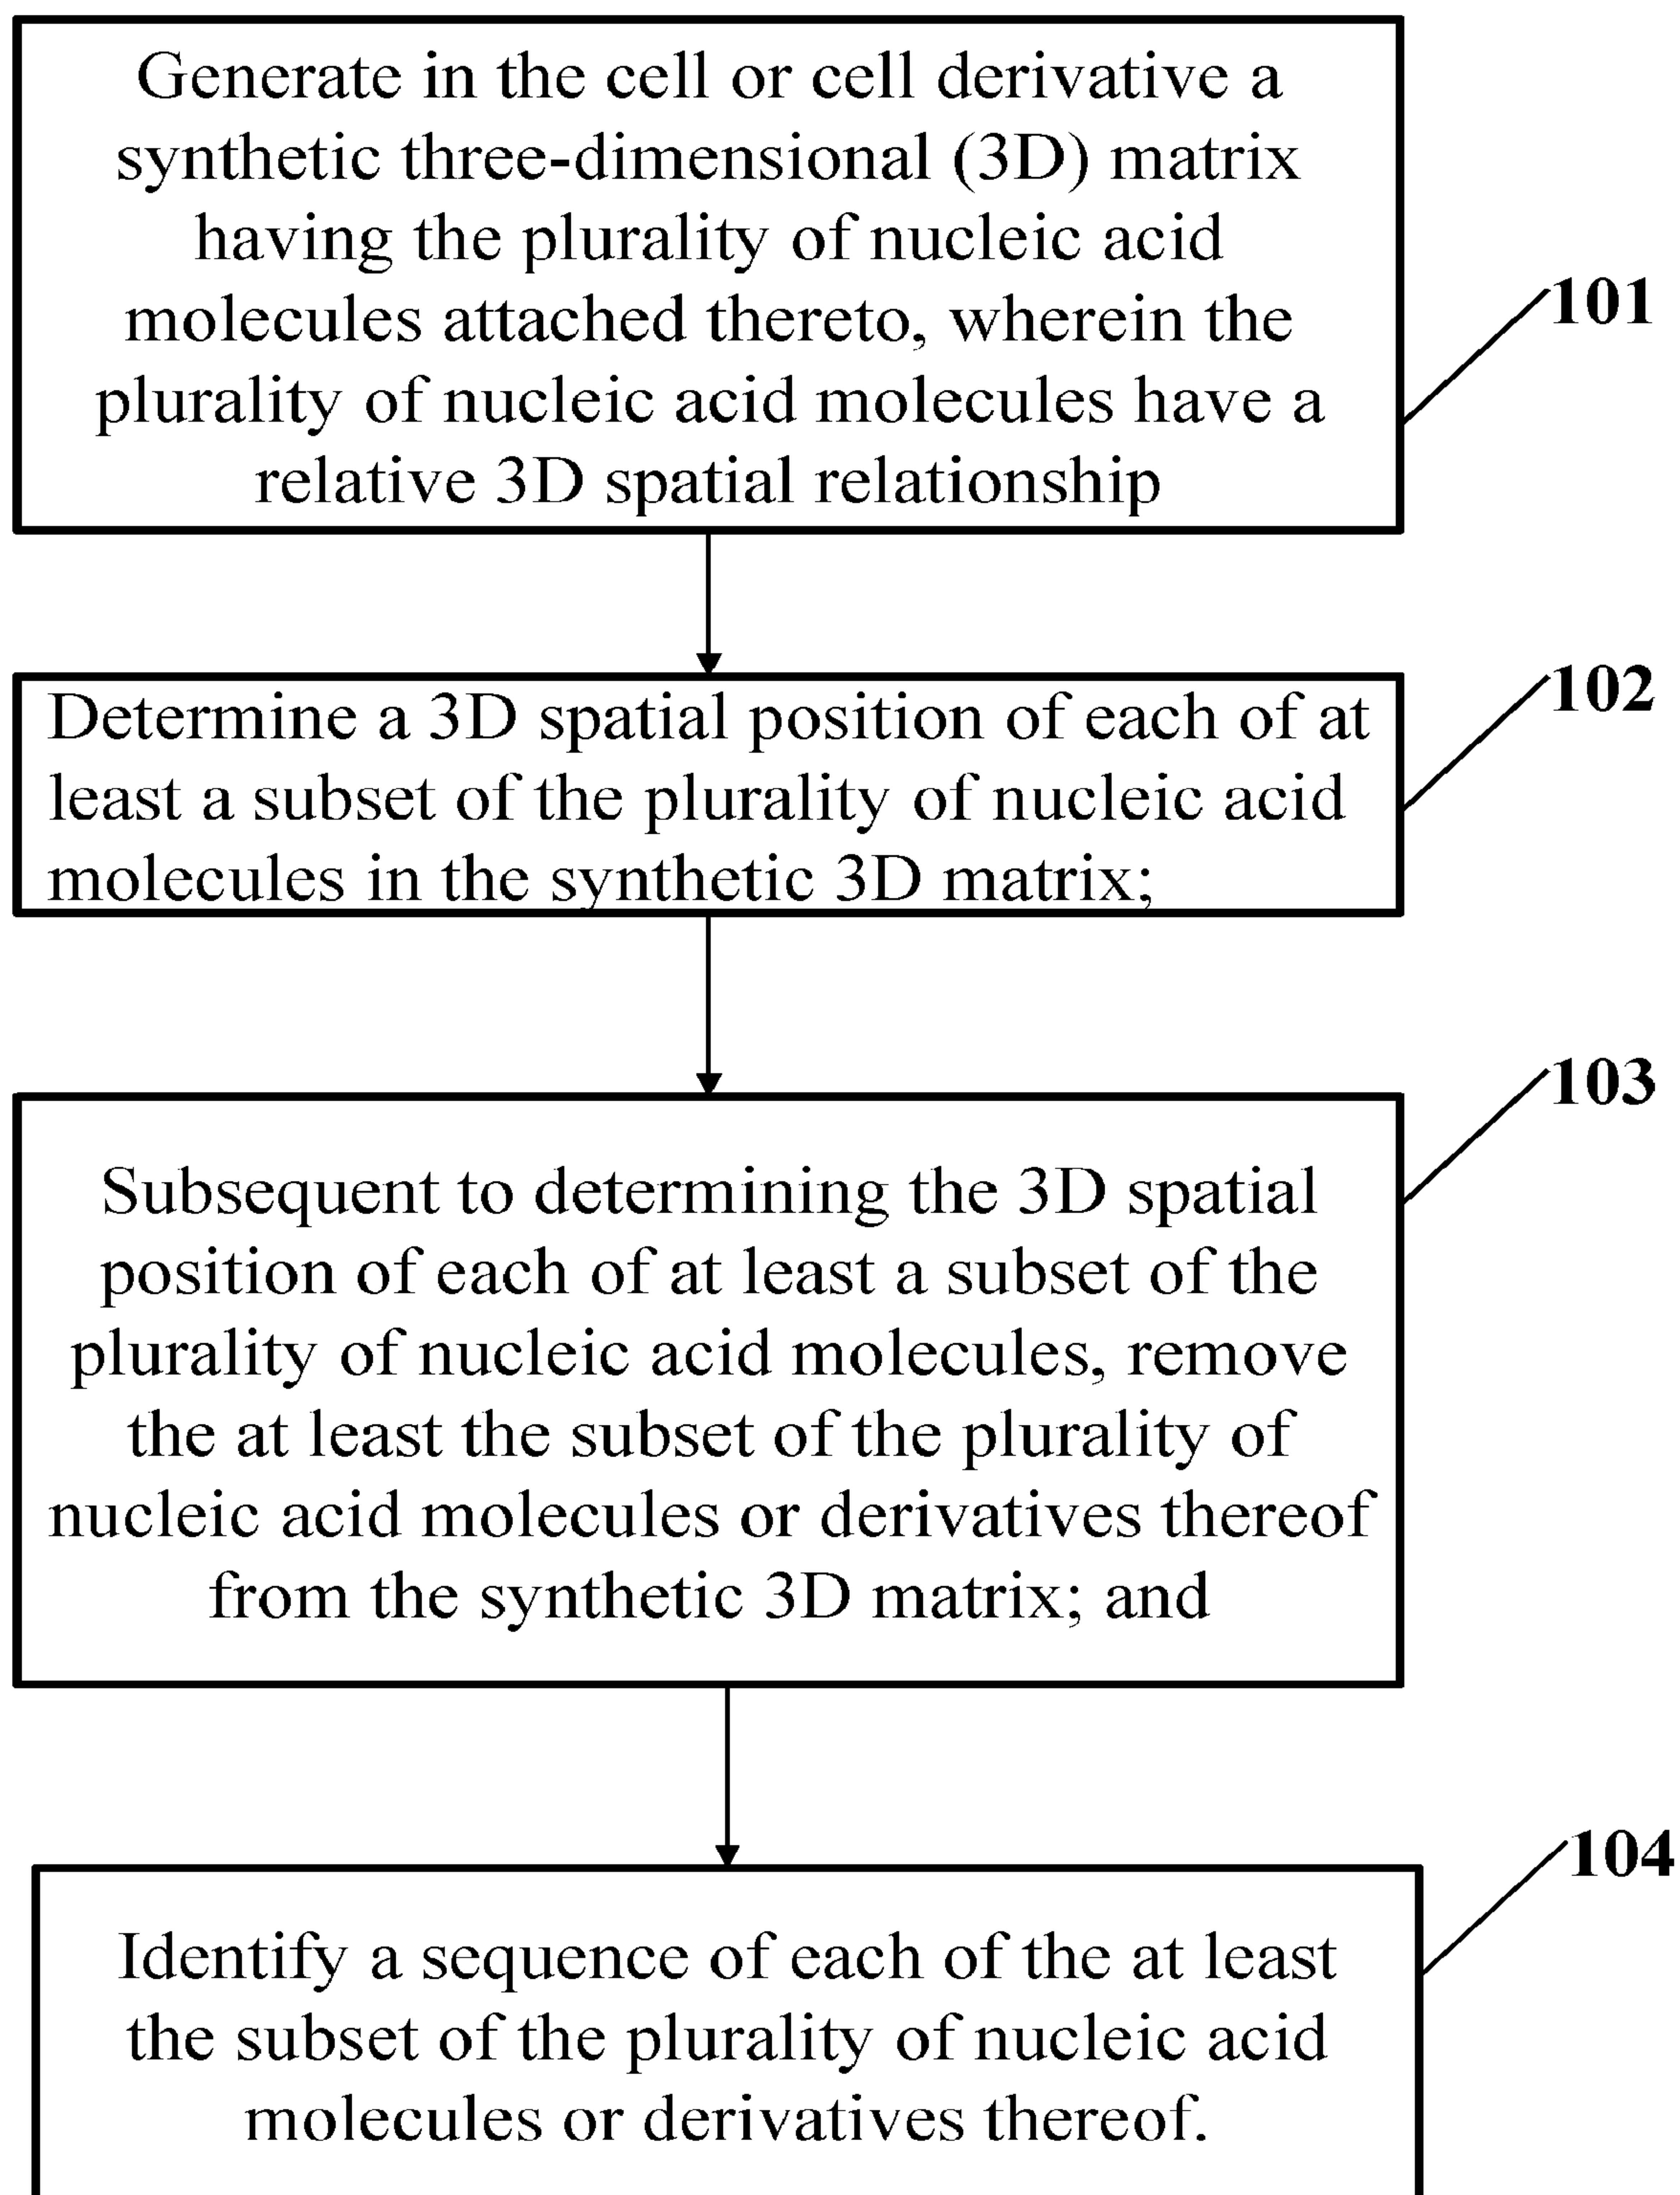 Generate in the cell or cell derivative a
synthetic three-dimensional (3D) matrix
having the plurality of nucleic acid
molecules attached thereto, wherein the
plurality of nucleic acid molecules have a
relative 3D spatial relationship
101
Determine a 3D spatial position of each of at
least a subset of the plurality of nucleic acid
molecules in the synthetic 3D matrix;
102
Subsequent to determining the 3D spatial
position of each of at least a subset of the
plurality of nucleic acid molecules, remove
the at least the subset of the plurality of
nucleic acid molecules or derivatives thereof
from the synthetic 3D matrix; and
103
Identify a sequence of each of the at least
the subset of the plurality of nucleic acid
molecules or derivatives thereof.
104